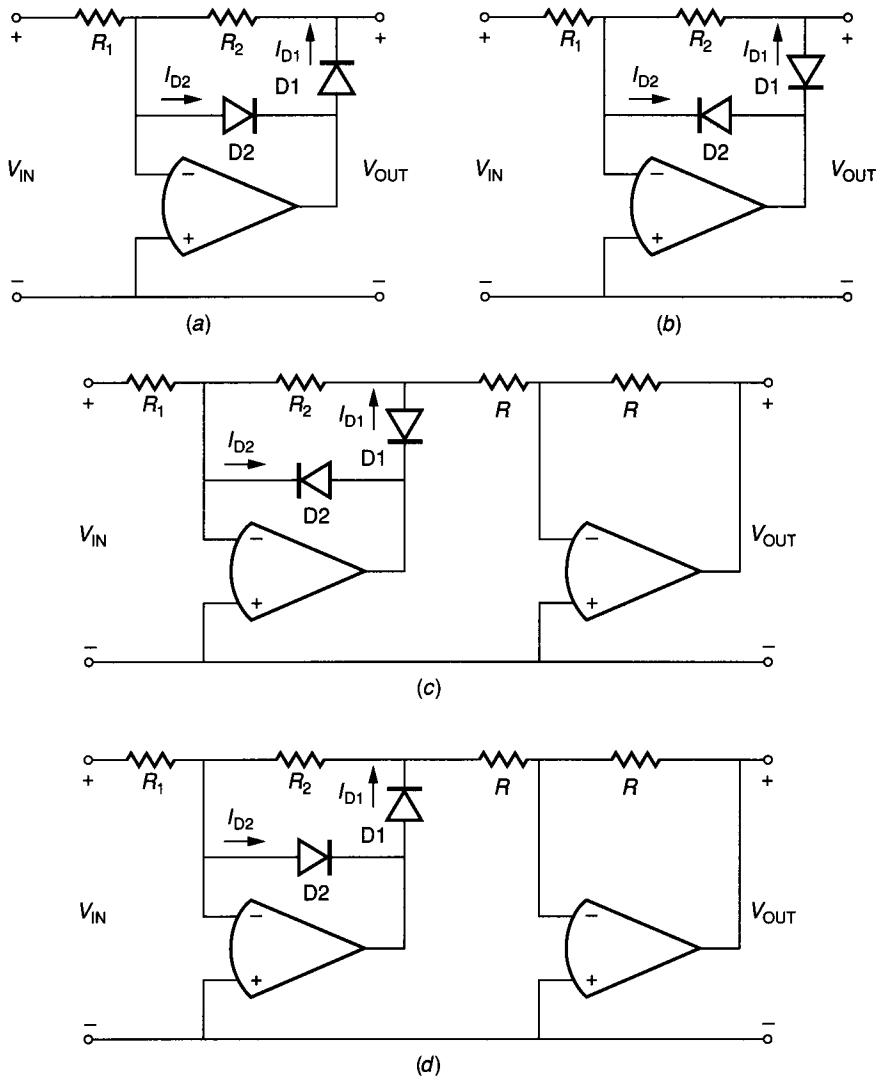 R1 R2 ID1 D1 ID2 D2
VIN VOUT
+ + − + − −
(a)
R1 R2 ID1 D1 ID2 D2
VIN VOUT
+ + − + − −
(b)
R1 R2 ID1 D1 R R
ID2 D2
VIN VOUT
+ + − + − + − −
(c)
R1 R2 ID1 D1 R R
ID2 D2
VIN VOUT
+ + − + − + − −
(d)